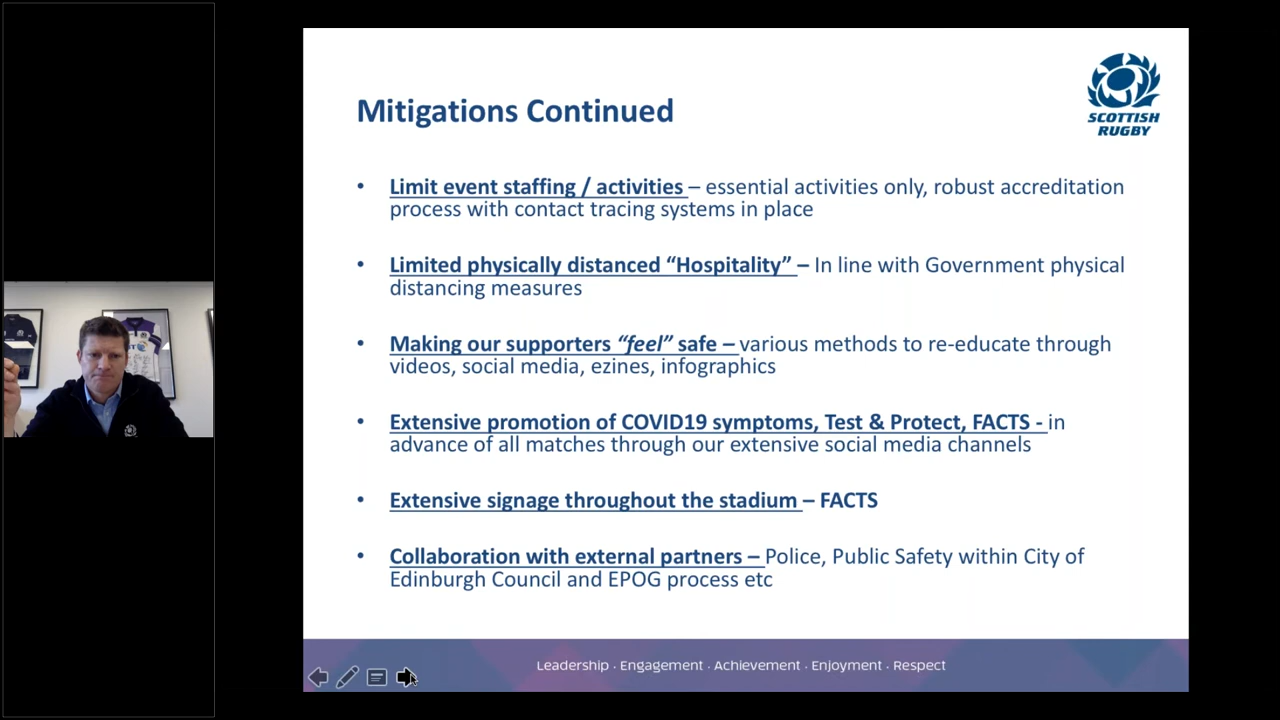 Mitigations Continued
SCOTTISH
RUGBY
• Limit event staffing / activities – essential activities only, robust accreditation
process with contact tracing systems in place
• Limited physically distanced “Hospitality” – In line with Government physical
distancing measures
• Making our supporters “feel” safe – various methods to re-educate through
videos, social media, ezines, infographics
• Extensive promotion of COVID19 symptoms, Test & Protect, FACTS - in
advance of all matches through our extensive social media channels
• Extensive signage throughout the stadium – FACTS
• Collaboration with external partners – Police, Public Safety within City of
Edinburgh Council and EPOG process etc
Leadership · Engagement · Achievement · Enjoyment · Respect